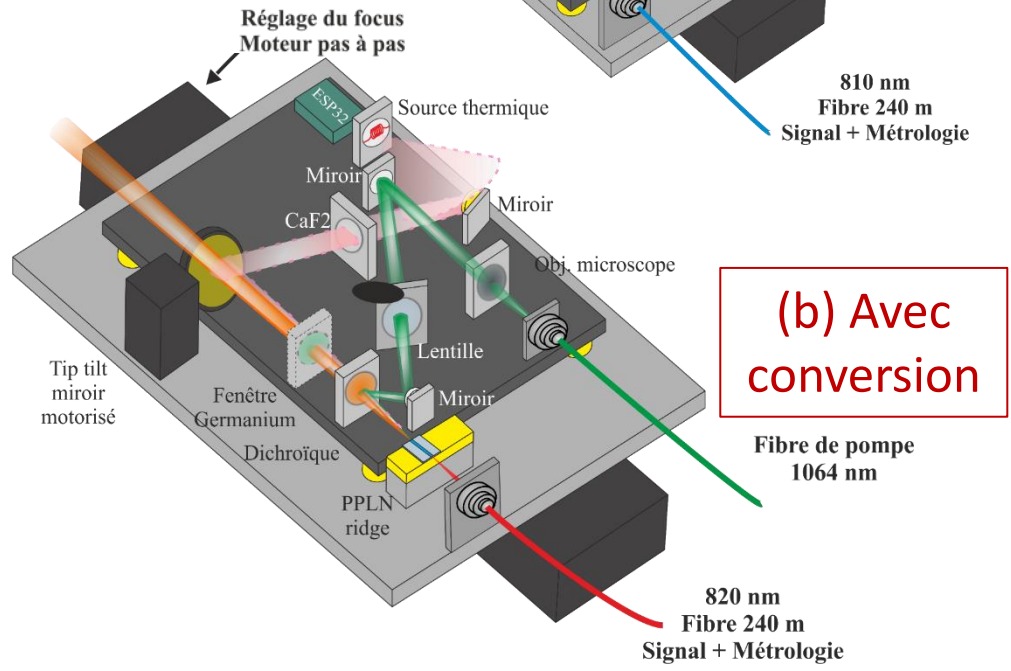 Réglage du focus
Moteur pas à pas
810 nm
Fibre 240 m
Signal + Métrologie
ESP32
Source thermique
Miroir
Miroir
CaF2
Obj. microscope
(b) Avec
conversion
Lentille
Tip tilt
miroir
motorisé
Fenêtre
Germanium
Miroir
Dichroïque
Fibre de pompe
1064 nm
PPLN
ridge
820 nm
Fibre 240 m
Signal + Métrologie